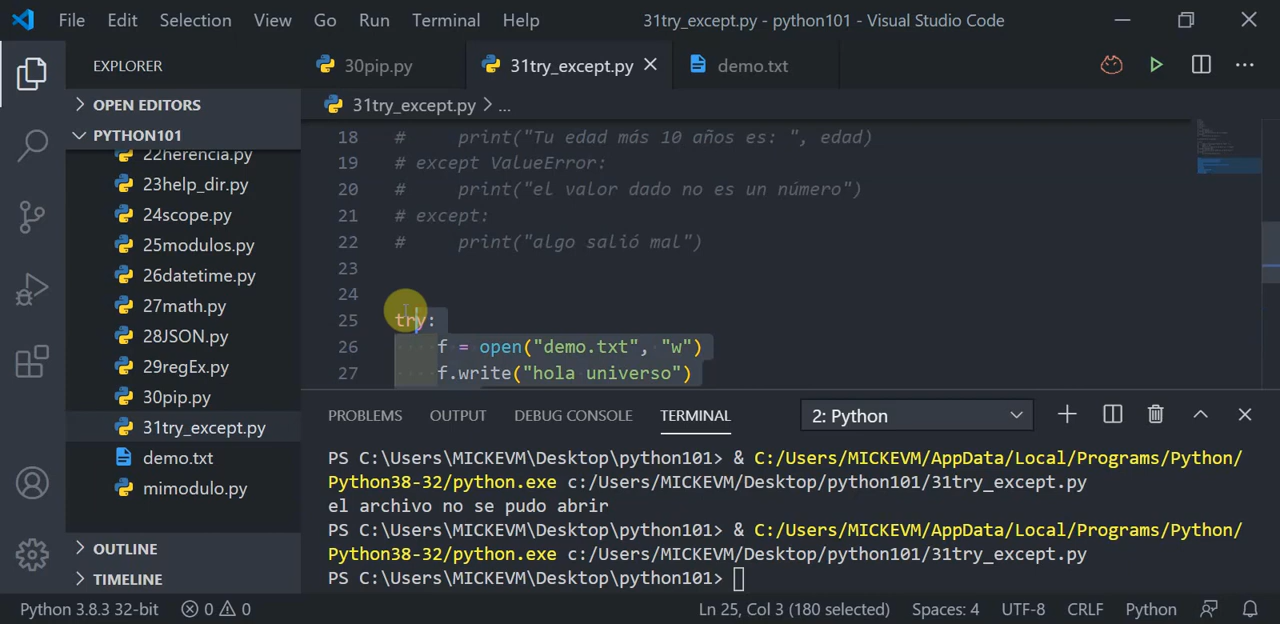 File Edit Selection View Go Run Terminal Help 31try_except.py - python101 - Visual Studio Code
EXPLORER
OPEN EDITORS
PYTHON101
22herencia.py
23help_dir.py
24scope.py
25modulos.py
26datetime.py
27math.py
28JSON.py
29regEx.py
30pip.py
31try_except.py
demo.txt
mimodulo.py
OUTLINE
TIMELINE
30pip.py 31try_except.py demo.txt
31try_except.py > ...
18 #     print("Tu edad más 10 años es: ", edad)
19 # except ValueError:
20 #     print("el valor dado no es un número")
21 # except:
22 #     print("algo salió mal")
23
24
25 try:
26     f = open("demo.txt", "w")
27     f.write("hola universo")
PROBLEMS OUTPUT DEBUG CONSOLE TERMINAL 2: Python
PS C:\Users\MICKEVM\Desktop\python101> & C:/Users/MICKEVM/AppData/Local/Programs/Python/
Python38-32/python.exe c:/Users/MICKEVM/Desktop/python101/31try_except.py
el archivo no se pudo abrir
PS C:\Users\MICKEVM\Desktop\python101> & C:/Users/MICKEVM/AppData/Local/Programs/Python/
Python38-32/python.exe c:/Users/MICKEVM/Desktop/python101/31try_except.py
PS C:\Users\MICKEVM\Desktop\python101>
Python 3.8.3 32-bit 0 0 Ln 25, Col 3 (180 selected) Spaces: 4 UTF-8 CRLF Python